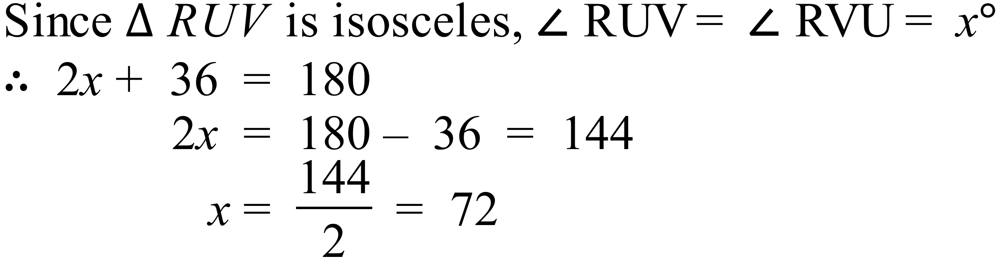 Since Δ RUV is isosceles, ∠ RUV = ∠ RVU = x°
∴ 2x + 36 = 180
2x = 180 – 36 = 144
x = 144/2 = 72